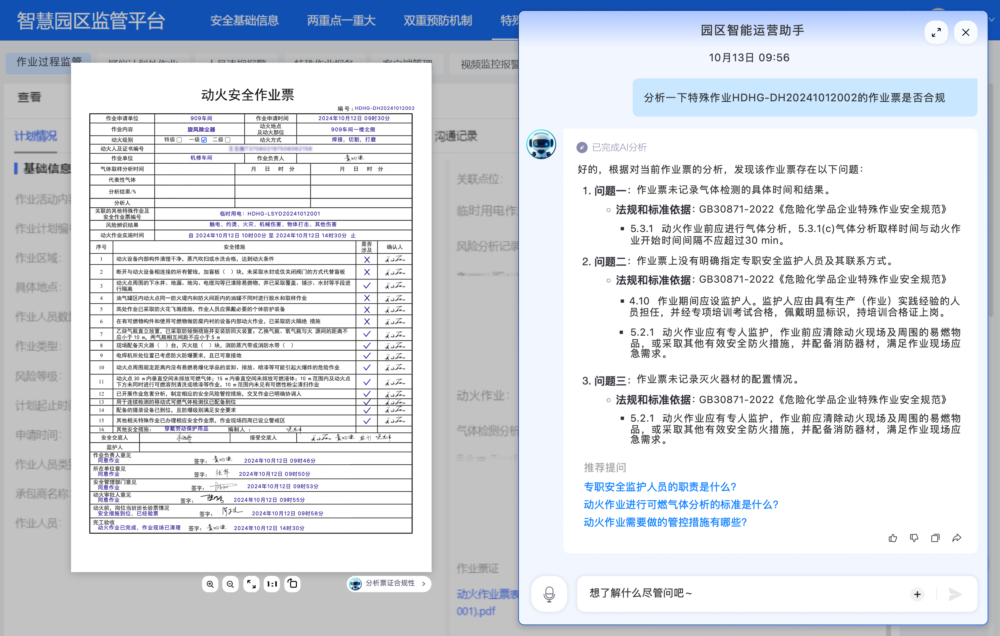 智慧园区监管平台
安全基础信息
两重点一重大
双重预防机制
特殊
作业过程监管
视频监控报警
查看
计划情况
基础信息
作业活动内容
作业计划编号
作业区域：
具体地点：
作业人员数
作业类型：
风险等级：
计划起止时
申请时间：
作业人员类
承包商名称
作业人员：
动火安全作业票
编 号：HDHG-DH20241012002
作业申请单位 909车间 作业申请时间 2024年10月12日 09时30分
作业内容 旋风除尘器 动火地点及动火部位 909车间一楼北侧
动火级别 特级 一级 二级 动火方式 焊接，切割，打磨
动火人及证书编号
作业单位 机修车间 作业负责人
气体取样分析时间 月 日 时 分 月 日 时 分
代表性气体
分析结果/%
分析人
关联的其他特殊作业及安全作业票编号 临时用电：HDHG-LSYD20241012001
风险辨识结果 触电、灼烫、火灾、机械伤害、物体打击、其他伤害
动火作业实施时间 自 2024年10月12日 10时00分 至 2024年10月12日 14时30分 止
序号 安全措施 是否涉及 确认人
1 动火设备内部构件清理干净，蒸汽吹扫或水洗合格，达到动火条件 X
2 断开与动火设备相连接的所有管线，加盲板（ ）块，未采取水封或仅关闭阀门的方式代替盲板 X
3 动火点周围的下水井、地漏、地沟、电缆沟等已清除易燃物，并已采取覆盖、铺沙、水封等手段进
行隔离 ✓
4 油气罐区内动火点同一防火堤内和防火间距内的油罐不同时进行脱水和取样作业 X
5 高处作业已采取防火花飞溅措施，作业人员应佩戴必要的个体防护装备 X
6 在有可燃物构件和使用可燃物做防腐内衬的设备内部动火作业，已采取防火隔绝 措施 X
7 乙炔气瓶直立放置，已采取防倾倒措施并安装防回火装置；乙换气瓶、氧气瓶与火 源间的距离不
应小于 10 m，两气瓶相互间距不应小于 5 m ✓
8 现场配备灭火器（ ）台，灭火毯（ ）块，消防蒸汽带或消防水带（ ） ✓
9 电焊机所处位置已考虑防火防爆要求，且已可靠接地 ✓
10 动火点周围规定距离内没有易燃易爆化学品的装卸、排放、喷漆等可能引起火爆炸的危险作业 ✓
11 动火点 30 m 内垂直空间未排放可燃气体；15 m 内垂直空间未排放可燃液体；10 m 范围内及动火点
下方未同时进行可燃溶剂清洗或喷漆等作业，10 m 范围内未见有可燃性粉尘清扫作业 ✓
12 已开展作业危害分析，制定相应的安全风险管控措施，交叉作业已明确协调人 ✓
13 用于连续检测的移动式可燃气体检测仪已配备到位 ✓
14 配备的摄录设备已到位，且防爆级别满足安全要求 ✓
15 其他相关特殊作业已办理相应安全作业票，作业现场四周已设立警戒区 ✓
16 其他安全措施： 穿戴劳动保护用品 编制人：
安全交底人 接受交底人
监护人
作业负责人意见
同意作业 签字： 2024年10月12日 09时46分
所在单位意见
同意作业 签字： 张华 2024年10月12日 09时50分
安全管理部门意见
同意作业 签字： 2024年10月12日 09时53分
动火审批人意见
同意作业 签字： 2024年10月12日 09时55分
动火前，岗位当班班长验票情况
安全措施到位，已经验票 签字： 2024年10月12日 09时58分
完工验收
动火作业已完成，作业现场已清理 签字： 2024年10月12日 14时30分
1:1
分析票证合规性
沟通记录
关联点位：
临时用电作
风险分析记录
动火作业：
气体检测分析
作业票证
动火作业票表
001).pdf
园区智能运营助手
10月13日 09:56
分析一下特殊作业HDHG-DH20241012002的作业票是否合规
已完成AI分析
好的，根据对当前作业票的分析，发现该作业票存在以下问题：
1. 问题一：作业票未记录气体检测的具体时间和结果。
法规和标准依据：GB30871-2022《危险化学品企业特殊作业安全规范》
5.3.1 动火作业前应进行气体分析，5.3.1(c)气体分析取样时间与动火作
业开始时间间隔不应超过30 min。
2. 问题二：作业票上没有明确指定专职安全监护人员及其联系方式。
法规和标准依据：GB30871-2022《危险化学品企业特殊作业安全规范》
4.10 作业期间应设监护人。监护人应由具有生产（作业）实践经验的人
员担任，并经专项培训考试合格，佩戴明显标识，持培训合格证上岗。
5.2.1 动火作业应有专人监护，作业前应清除动火现场及周围的易燃物
品，或采取其他有效安全防火措施，并配备消防器材，满足作业现场应
急需求。
3. 问题三：作业票未记录灭火器材的配置情况。
法规和标准依据：GB30871-2022《危险化学品企业特殊作业安全规范》
5.2.1 动火作业应有专人监护，作业前应清除动火现场及周围的易燃物
品，或采取其他有效安全防火措施，并配备消防器材，满足作业现场应
急需求。
推荐提问
专职安全监护人员的职责是什么？
动火作业进行可燃气体分析的标准是什么？
动火作业需要做的管控措施有哪些？
想了解什么尽管问吧～